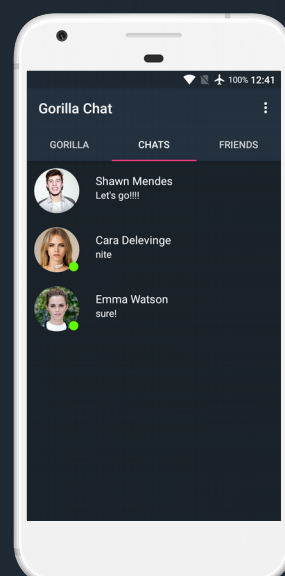 100% 12:41
Gorilla Chat
GORILLA CHATS FRIENDS
Shawn Mendes
Let's go!!!!
Cara Delevinge
nite
Emma Watson
sure!